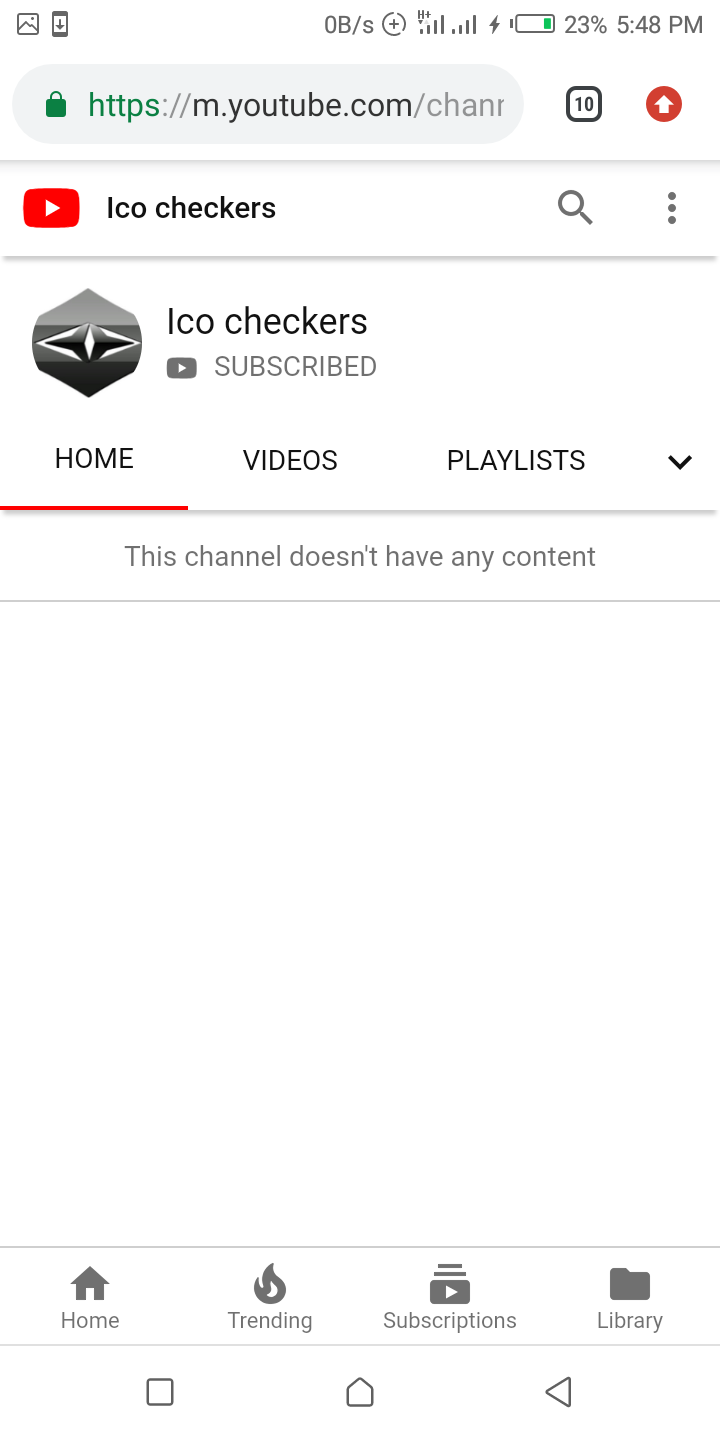 0B/s H+ 23% 5:48 PM
https://m.youtube.com/chann
10
Ico checkers
Ico checkers
SUBSCRIBED
HOME VIDEOS PLAYLISTS
This channel doesn't have any content
Home Trending Subscriptions Library